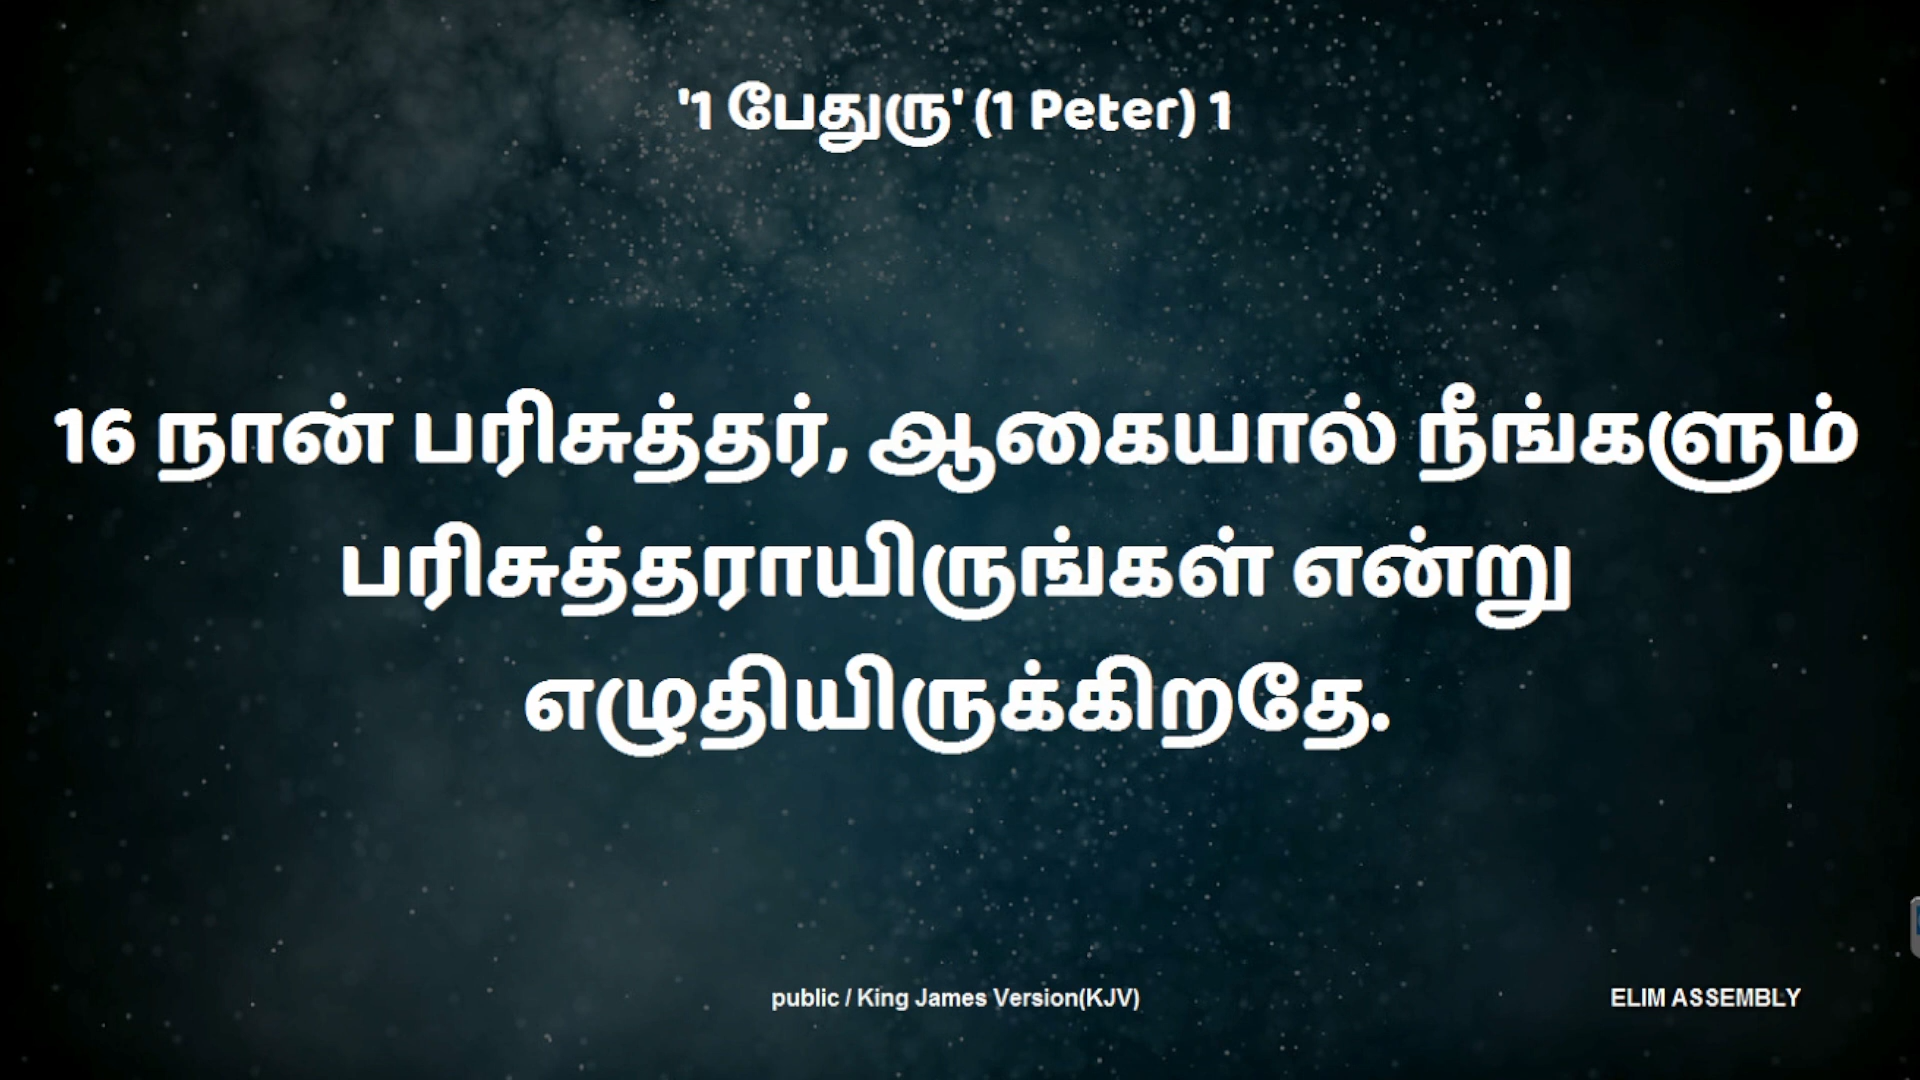 '1 பேதுரு' (1 Peter) 1
16 நான் பரிசுத்தர், ஆகையால் நீங்களும்
பரிசுத்தராயிருங்கள் என்று
எழுதியிருக்கிறதே.
public / King James Version(KJV)
ELIM ASSEMBLY